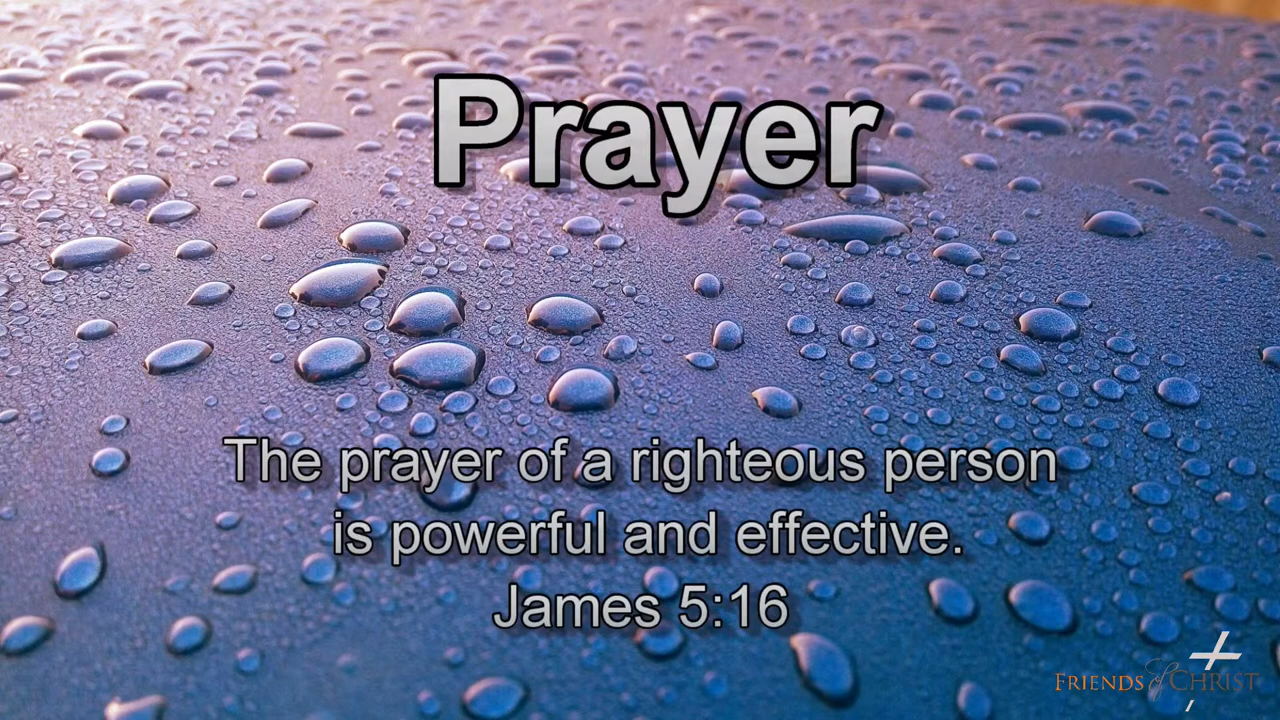 Prayer
The prayer of a righteous person
is powerful and effective.
James 5:16
FRIENDS of CHRIST